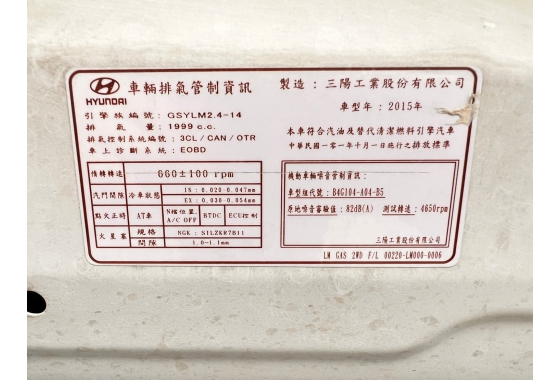 HYUNDAI
車輛排氣管制資訊
製造：三陽工業股份有限公司
引擎族編號：GSYLM2.4-14
車型年：2015年
排氣量：1999 c.c.
排氣控制系統編號：3CL/CAN/OTR
車上診斷系統：EOBD
本車符合汽油及替代清潔燃料引擎汽車
中華民國一0一年十月一日施行之排放標準
惰轉轉速 660±100 rpm
汽門間隙 冷車狀態 IN：0.020-0.047mm
EX：0.030-0.054mm
點火正時 AT車 N檔位置.A/C OFF BTDC ECU控制
火星塞 規格 NGK：SILZKR7B11
間隙 1.0-1.1mm
機動車輛噪音管制資訊：
車型組代號：B4G104-A04-B5
原地噪音審驗值：82dB(A) 測試轉速：4650rpm
三陽工業股份有限公司
LM GAS 2WD F/L 00220-LM000-0006